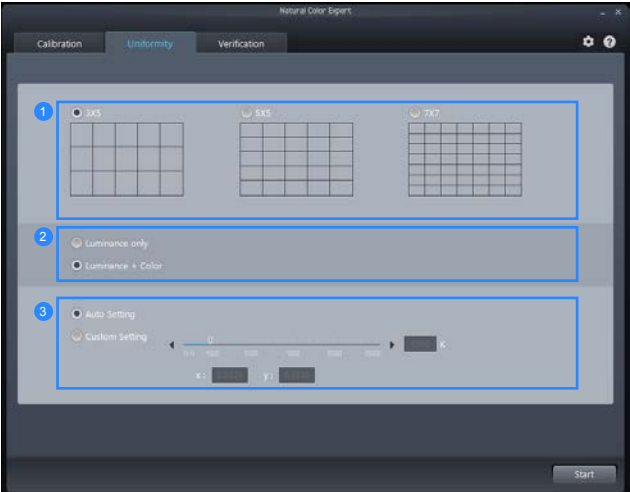 Natural Color Expert
Calibration
Uniformity
Verification
1
3X5
5X5
7X7
2
Luminance only
Luminance + Color
3
Auto Setting
Custom Setting
K
x : y :
Start